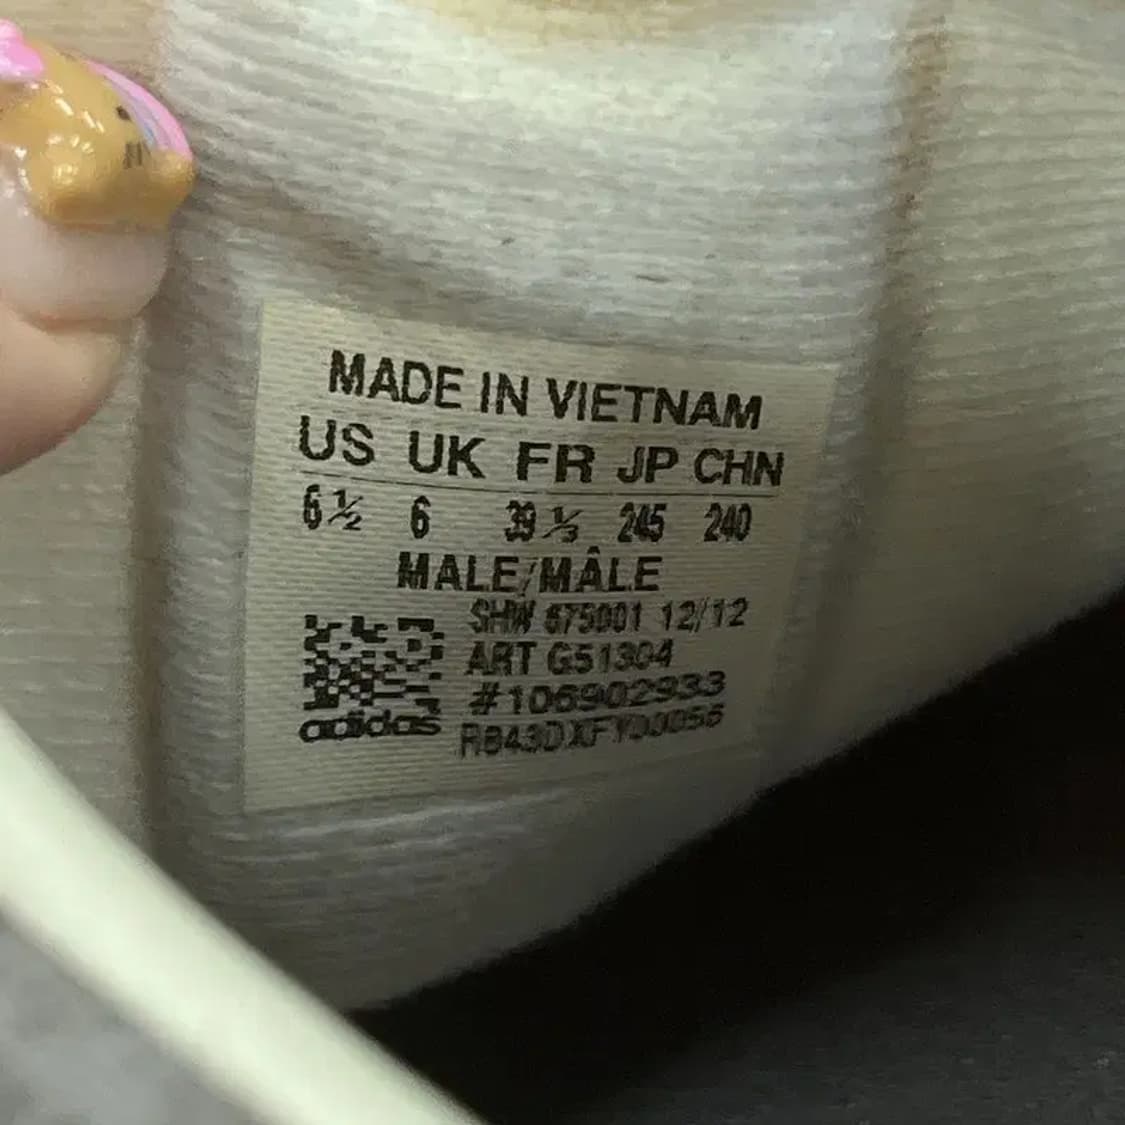 MADE IN VIETNAM
US UK FR JP CHN
6½ 6 39⅓ 245 240
MALE/MÂLE
SHW 675001 12/12
ART G51304
#106902933
adidas